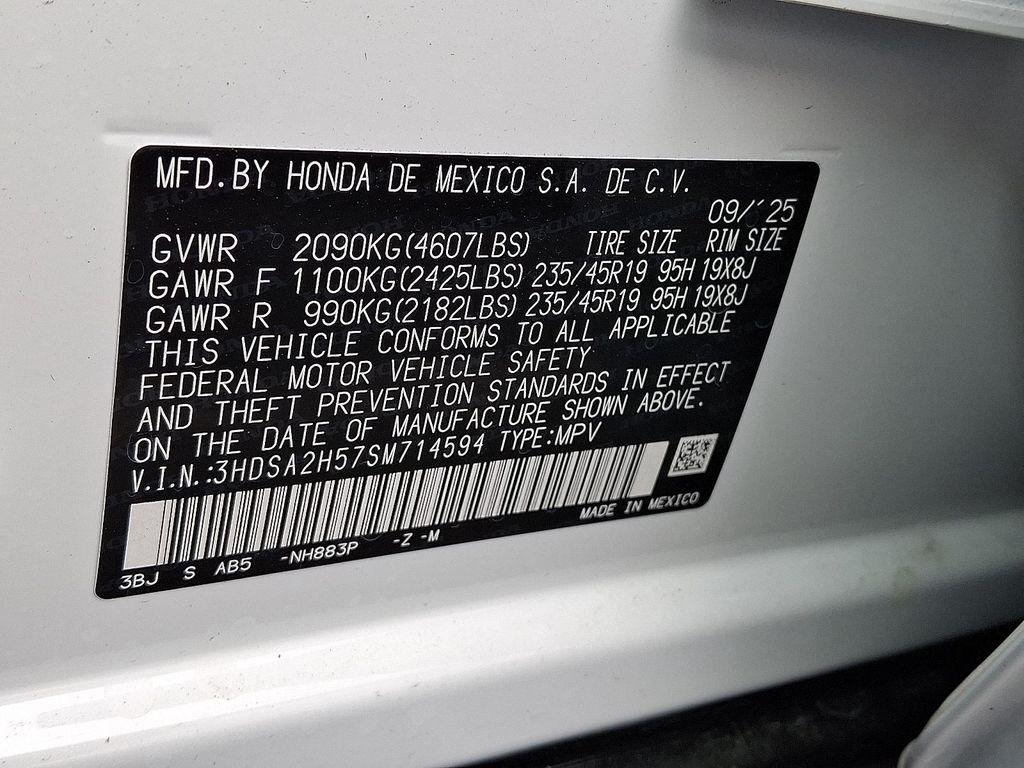 MFD.BY HONDA DE MEXICO S.A. DE C.V.
09/'25
GVWR 2090KG(4607LBS) TIRE SIZE RIM SIZE
GAWR F 1100KG(2425LBS) 235/45R19 95H 19X8J
GAWR R 990KG(2182LBS) 235/45R19 95H 19X8J
THIS VEHICLE CONFORMS TO ALL APPLICABLE
FEDERAL MOTOR VEHICLE SAFETY
AND THEFT PREVENTION STANDARDS IN EFFECT
ON THE DATE OF MANUFACTURE SHOWN ABOVE.
V.I.N.:3HDSA2H57SM714594 TYPE:MPV
MADE IN MEXICO
3BJ S AB5 -NH883P -Z -M